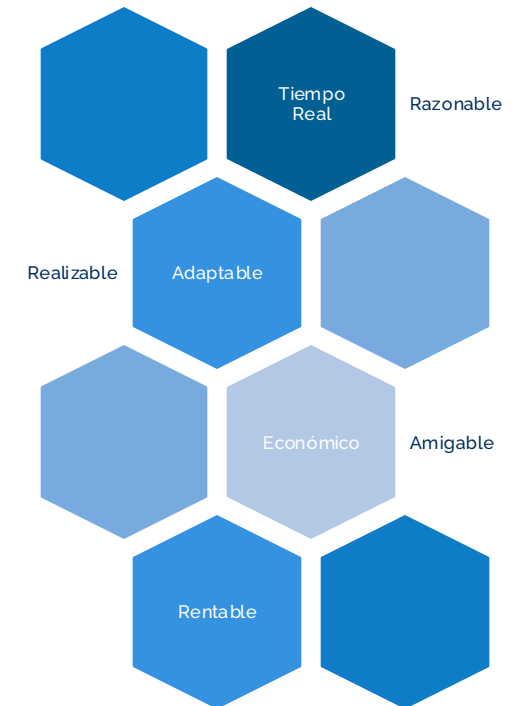 Tiempo
Real
Razonable
Realizable
Adaptable
Económico
Amigable
Rentable